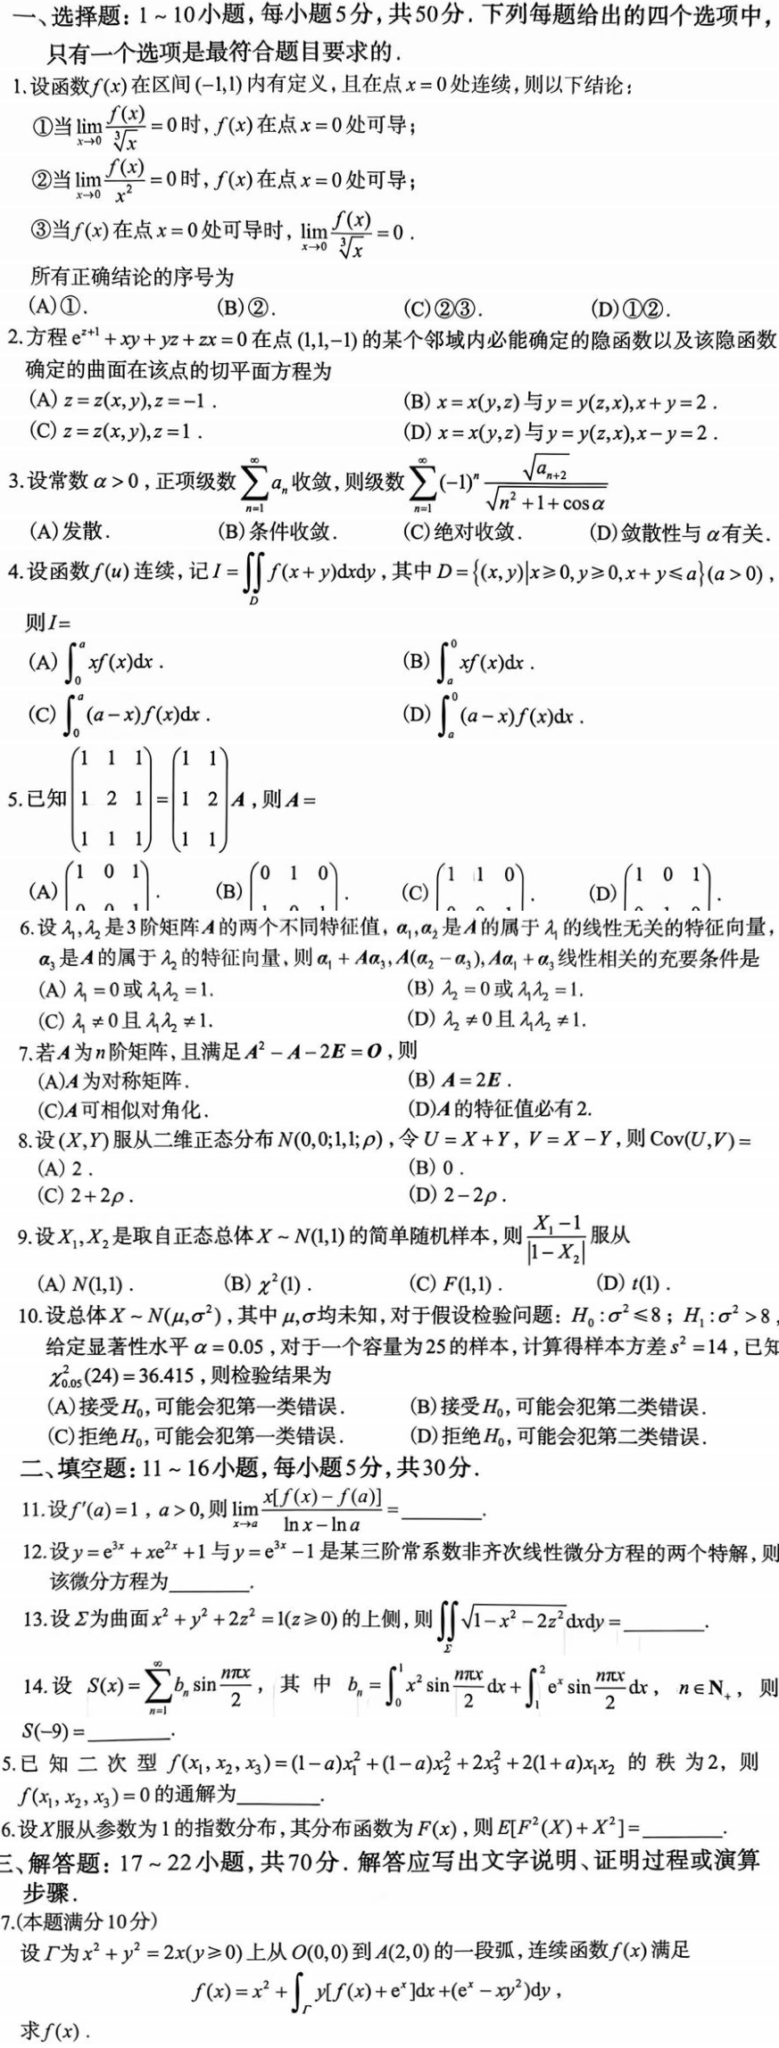 一、选择题：1～10小题，每小题5分，共50分．下列每题给出的四个选项中，
只有一个选项是最符合题目要求的．
1.设函数f(x)在区间(−1,1)内有定义，且在点x=0处连续，则以下结论：
①当lim_{x→0} f(x)/∛x =0时，f(x)在点x=0处可导；
②当lim_{x→0} f(x)/x² =0时，f(x)在点x=0处可导；
③当f(x)在点x=0处可导时，lim_{x→0} f(x)/∛x =0．
所有正确结论的序号为
(A)①． (B)②． (C)②③． (D)①②．
2.方程e^{z+1}+xy+yz+zx=0在点(1,1,−1)的某个邻域内必能确定的隐函数以及该隐函数
确定的曲面在该点的切平面方程为
(A) z=z(x,y),z=−1． (B) x=x(y,z)与y=y(z,x),x+y=2．
(C) z=z(x,y),z=1． (D) x=x(y,z)与y=y(z,x),x−y=2．
3.设常数α>0，正项级数∑_{n=1}^{∞} a_n收敛，则级数∑_{n=1}^{∞}(−1)^n √a_{n+2}/√(n²+1+cosα)
(A)发散． (B)条件收敛． (C)绝对收敛． (D)敛散性与α有关．
4.设函数f(u)连续，记I=∬_D f(x+y)dxdy，其中D={(x,y)|x≥0,y≥0,x+y≤a}(a>0)，
则I=
(A) ∫_0^a xf(x)dx． (B) ∫_a^0 xf(x)dx．
(C) ∫_0^a (a−x)f(x)dx． (D) ∫_a^0 (a−x)f(x)dx．
5.已知(1 1 1; 1 2 1; 1 1 1)=(1 1; 1 2; 1 1)A，则A=
(A)(1 0 1; 0 0 1)． (B)(0 1 0; 1 0 1)． (C)(1 1 0; 0 0 1)． (D)(1 0 1; 0 1 0)．
6.设λ₁,λ₂是3阶矩阵A的两个不同特征值，α₁,α₂是A的属于λ₁的线性无关的特征向量，
α₃是A的属于λ₂的特征向量，则α₁+Aα₃,A(α₂−α₃),Aα₁+α₃线性相关的充要条件是
(A) λ₁=0或λ₁λ₂=1. (B) λ₂=0或λ₁λ₂=1.
(C) λ₁≠0且λ₁λ₂≠1. (D) λ₂≠0且λ₁λ₂≠1.
7.若A为n阶矩阵，且满足A²−A−2E=O，则
(A)A为对称矩阵． (B) A=2E．
(C)A可相似对角化． (D)A的特征值必有2.
8.设(X,Y)服从二维正态分布N(0,0;1,1;ρ)，令U=X+Y，V=X−Y，则Cov(U,V)=
(A) 2． (B) 0．
(C) 2+2ρ． (D) 2−2ρ．
9.设X₁,X₂是取自正态总体X~N(1,1)的简单随机样本，则(X₁−1)/|1−X₂|服从
(A) N(1,1)． (B) χ²(1)． (C) F(1,1)． (D) t(1)．
10.设总体X~N(μ,σ²)，其中μ,σ均未知，对于假设检验问题：H₀:σ²≤8；H₁:σ²>8，
给定显著性水平α=0.05，对于一个容量为25的样本，计算得样本方差s²=14，已知
χ²_{0.05}(24)=36.415，则检验结果为
(A)接受H₀，可能会犯第一类错误． (B)接受H₀，可能会犯第二类错误．
(C)拒绝H₀，可能会犯第一类错误． (D)拒绝H₀，可能会犯第二类错误．
二、填空题：11～16小题，每小题5分，共30分．
11.设f′(a)=1，a>0,则lim_{x→a} x[f(x)−f(a)]/(ln x−ln a)=______.
12.设y=e^{3x}+xe^{2x}+1与y=e^{3x}−1是某三阶常系数非齐次线性微分方程的两个特解，则
该微分方程为______.
13.设Σ为曲面x²+y²+2z²=1(z≥0)的上侧，则∬_Σ √(1−x²−2z²)dxdy=______.
14.设 S(x)=∑_{n=1}^{∞} b_n sin(nπx/2)，其中 b_n=∫_0^1 x² sin(nπx/2)dx+∫_1^2 e^x sin(nπx/2)dx，n∈N₊，则
S(−9)=______.
5.已知二次型 f(x₁,x₂,x₃)=(1−a)x₁²+(1−a)x₂²+2x₃²+2(1+a)x₁x₂ 的秩为2，则
f(x₁,x₂,x₃)=0的通解为______.
6.设X服从参数为1的指数分布，其分布函数为F(x)，则E[F²(X)+X²]=______.
三、解答题：17～22小题，共70分．解答应写出文字说明、证明过程或演算
步骤．
7.(本题满分10分)
设Γ为x²+y²=2x(y≥0)上从O(0,0)到A(2,0)的一段弧，连续函数f(x)满足
f(x)=x²+∫_Γ y[f(x)+e^x]dx+(e^x−xy²)dy，
求f(x)．